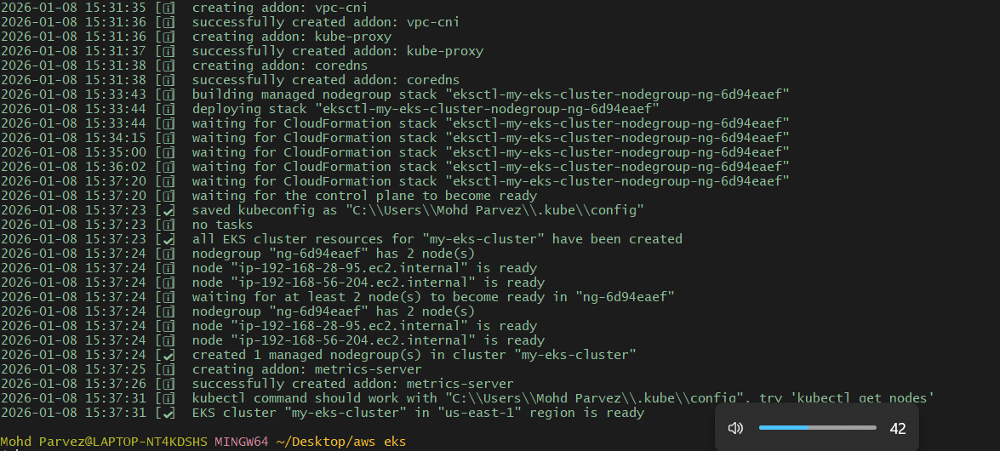 2026-01-08 15:31:35 [ℹ]  creating addon: vpc-cni
2026-01-08 15:31:36 [ℹ]  successfully created addon: vpc-cni
2026-01-08 15:31:36 [ℹ]  creating addon: kube-proxy
2026-01-08 15:31:37 [ℹ]  successfully created addon: kube-proxy
2026-01-08 15:31:38 [ℹ]  creating addon: coredns
2026-01-08 15:31:38 [ℹ]  successfully created addon: coredns
2026-01-08 15:33:43 [ℹ]  building managed nodegroup stack "eksctl-my-eks-cluster-nodegroup-ng-6d94eaef"
2026-01-08 15:33:44 [ℹ]  deploying stack "eksctl-my-eks-cluster-nodegroup-ng-6d94eaef"
2026-01-08 15:33:44 [ℹ]  waiting for CloudFormation stack "eksctl-my-eks-cluster-nodegroup-ng-6d94eaef"
2026-01-08 15:34:15 [ℹ]  waiting for CloudFormation stack "eksctl-my-eks-cluster-nodegroup-ng-6d94eaef"
2026-01-08 15:35:00 [ℹ]  waiting for CloudFormation stack "eksctl-my-eks-cluster-nodegroup-ng-6d94eaef"
2026-01-08 15:36:02 [ℹ]  waiting for CloudFormation stack "eksctl-my-eks-cluster-nodegroup-ng-6d94eaef"
2026-01-08 15:37:20 [ℹ]  waiting for CloudFormation stack "eksctl-my-eks-cluster-nodegroup-ng-6d94eaef"
2026-01-08 15:37:20 [ℹ]  waiting for the control plane to become ready
2026-01-08 15:37:23 [✔]  saved kubeconfig as "C:\\Users\\Mohd Parvez\\.kube\\config"
2026-01-08 15:37:23 [ℹ]  no tasks
2026-01-08 15:37:23 [✔]  all EKS cluster resources for "my-eks-cluster" have been created
2026-01-08 15:37:24 [ℹ]  nodegroup "ng-6d94eaef" has 2 node(s)
2026-01-08 15:37:24 [ℹ]  node "ip-192-168-28-95.ec2.internal" is ready
2026-01-08 15:37:24 [ℹ]  node "ip-192-168-56-204.ec2.internal" is ready
2026-01-08 15:37:24 [ℹ]  waiting for at least 2 node(s) to become ready in "ng-6d94eaef"
2026-01-08 15:37:24 [ℹ]  nodegroup "ng-6d94eaef" has 2 node(s)
2026-01-08 15:37:24 [ℹ]  node "ip-192-168-28-95.ec2.internal" is ready
2026-01-08 15:37:24 [ℹ]  node "ip-192-168-56-204.ec2.internal" is ready
2026-01-08 15:37:24 [✔]  created 1 managed nodegroup(s) in cluster "my-eks-cluster"
2026-01-08 15:37:25 [ℹ]  creating addon: metrics-server
2026-01-08 15:37:26 [ℹ]  successfully created addon: metrics-server
2026-01-08 15:37:31 [ℹ]  kubectl command should work with "C:\\Users\\Mohd Parvez\\.kube\\config", try 'kubectl get nodes'
2026-01-08 15:37:31 [✔]  EKS cluster "my-eks-cluster" in "us-east-1" region is ready
42
Mohd Parvez@LAPTOP-NT4KDSHS MINGW64 ~/Desktop/aws eks